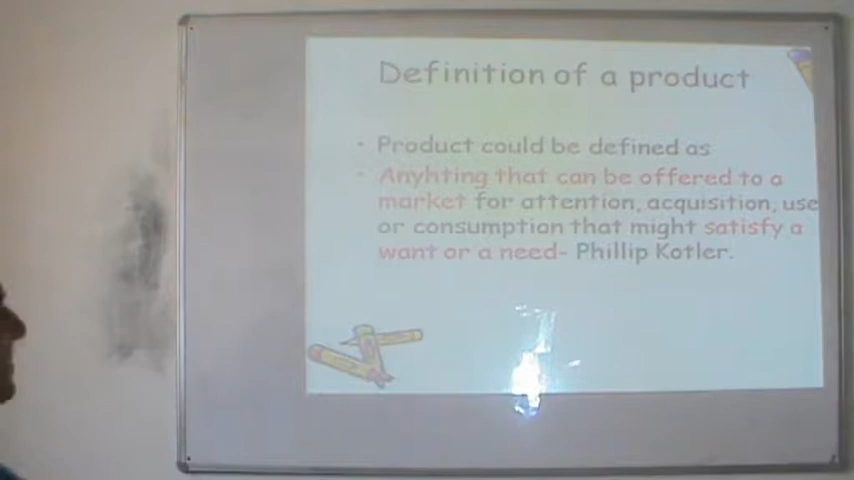 Definition of a product
• Product could be defined as
• Anyhting that can be offered to a
market for attention, acquisition, use
or consumption that might satisfy a
want or a need- Phillip Kotler.